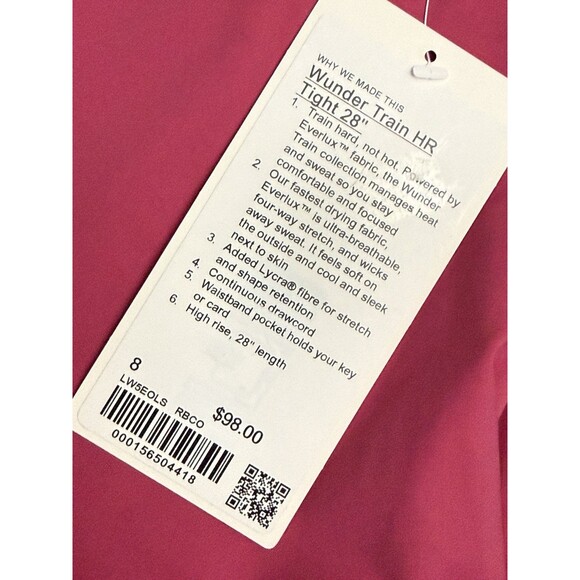 WHY WE MADE THIS
Wunder Train HR
Tight 28"
1. Train hard, not hot. Powered by
Everlux™ fabric, the Wunder
Train collection manages heat
and sweat so you stay
comfortable and focused
2. Our fastest drying fabric,
Everlux™ is ultra-breathable,
four-way stretch, and wicks
away sweat. It feels soft on
the outside and cool and sleek
next to skin
3. Added Lycra® fibre for stretch
and shape retention
4. Continuous drawcord
5. Waistband pocket holds your key
or card
6. High rise, 28" length
8
LW5EOLS RBCO $98.00
000156504418